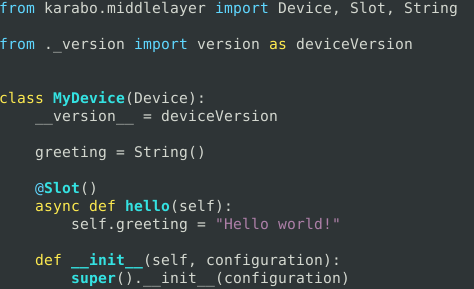 from karabo.middlelayer import Device, Slot, String

from ._version import version as deviceVersion


class MyDevice(Device):
    __version__ = deviceVersion

    greeting = String()

    @Slot()
    async def hello(self):
        self.greeting = "Hello world!"

    def __init__(self, configuration):
        super().__init__(configuration)